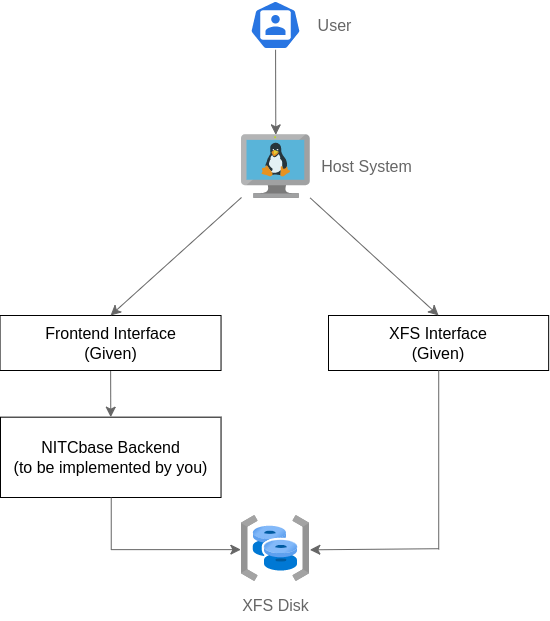 User
Host System
Frontend Interface
(Given)
XFS Interface
(Given)
NITCbase Backend
(to be implemented by you)
XFS Disk